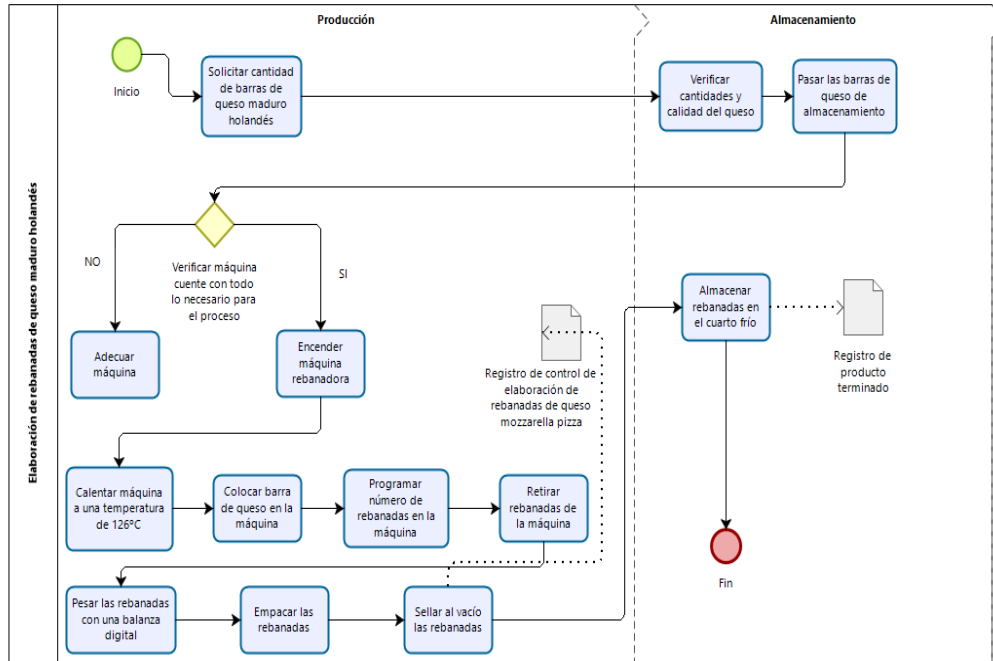 Elaboración de rebanadas de queso maduro holandés
Producción
Almacenamiento
Inicio
Solicitar cantidad
de barras de
queso maduro
holandés
Verificar
cantidades y
calidad del queso
Pasar las barras de
queso de
almacenamiento
NO
Verificar máquina
cuente con todo
lo necesario para
el proceso
SI
Adecuar
máquina
Encender
máquina
rebanadora
Registro de control de
elaboración de
rebanadas de queso
mozzarella pizza
Almacenar
rebanadas en
el cuarto frío
Registro de
producto
terminado
Calentar máquina
a una temperatura
de 126°C
Colocar barra
de queso en la
máquina
Programar
número de
rebanadas en la
máquina
Retirar
rebanadas de
la máquina
Pesar las rebanadas
con una balanza
digital
Empacar las
rebanadas
Sellar al vacío
las rebanadas
Fin